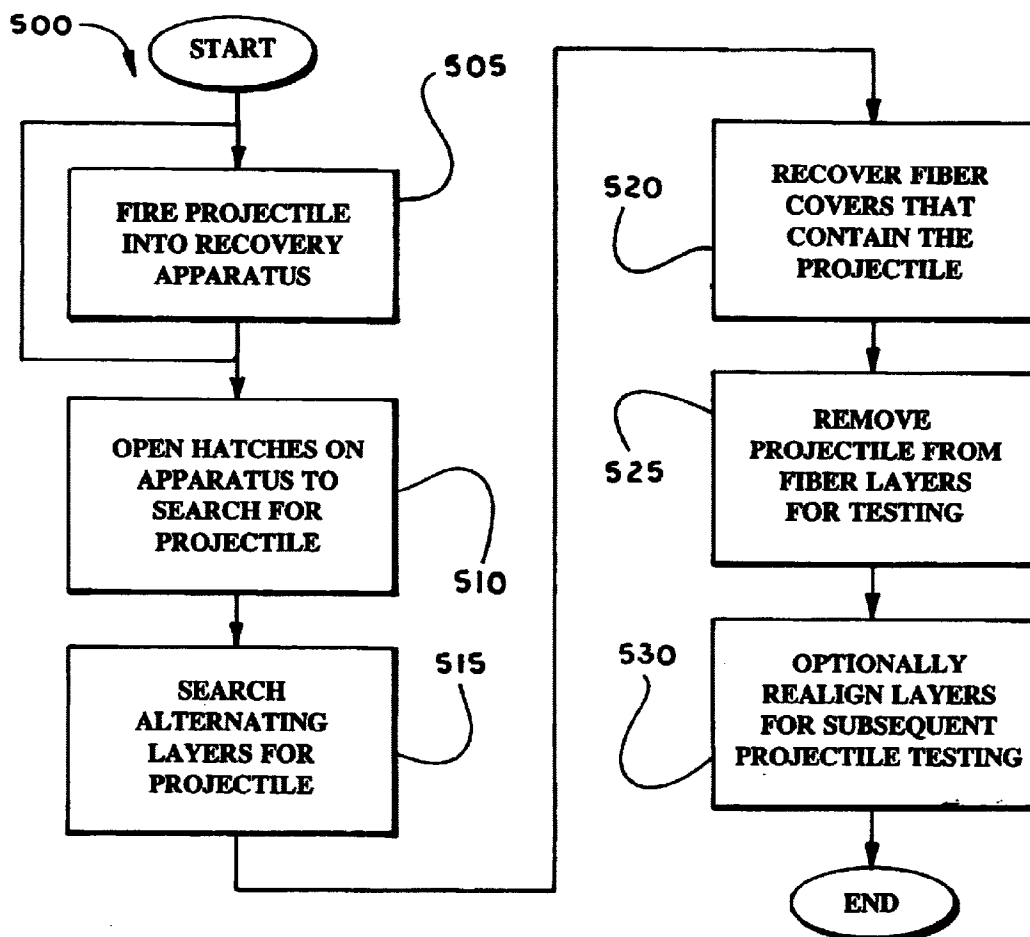 500
START
505
FIRE PROJECTILE
INTO RECOVERY
APPARATUS
OPEN HATCHES ON
APPARATUS TO
SEARCH FOR
PROJECTILE
510
SEARCH
ALTERNATING
LAYERS FOR
PROJECTILE
515
RECOVER FIBER
COVERS THAT
CONTAIN THE
PROJECTILE
520
REMOVE
PROJECTILE FROM
FIBER LAYERS
FOR TESTING
525
OPTIONALLY
REALIGN LAYERS
FOR SUBSEQUENT
PROJECTILE TESTING
530
END